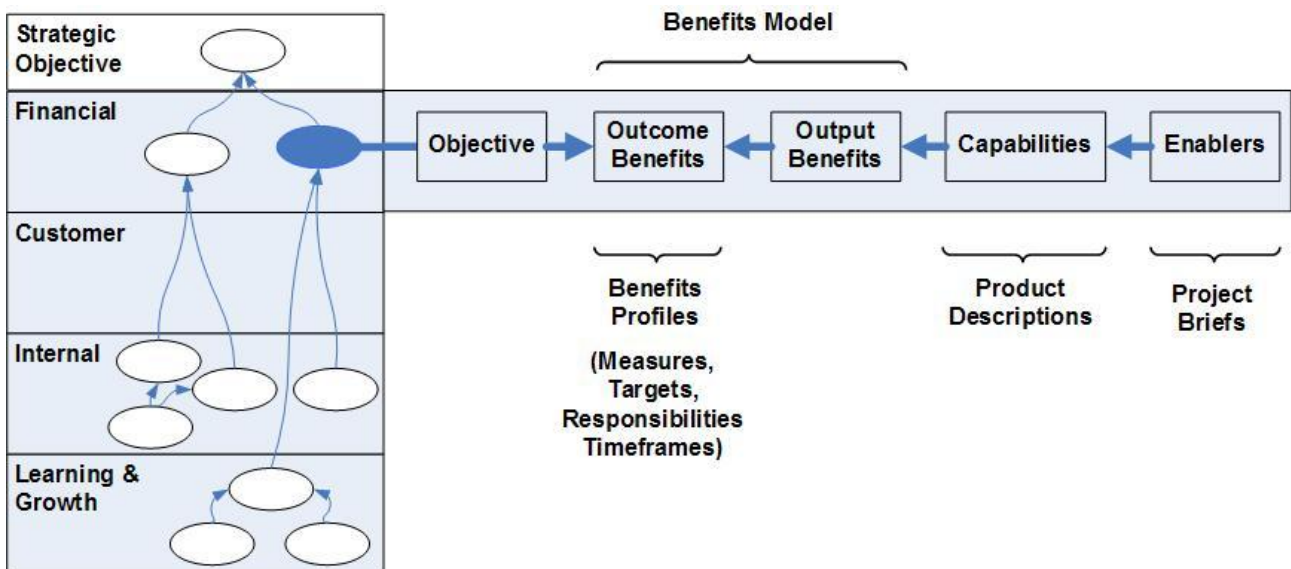 Strategic
Objective
Financial
Customer
Internal
Learning &
Growth
Benefits Model
Objective
Outcome
Benefits
Output
Benefits
Capabilities
Enablers
Benefits
Profiles
(Measures,
Targets,
Responsibilities
Timeframes)
Product
Descriptions
Project
Briefs